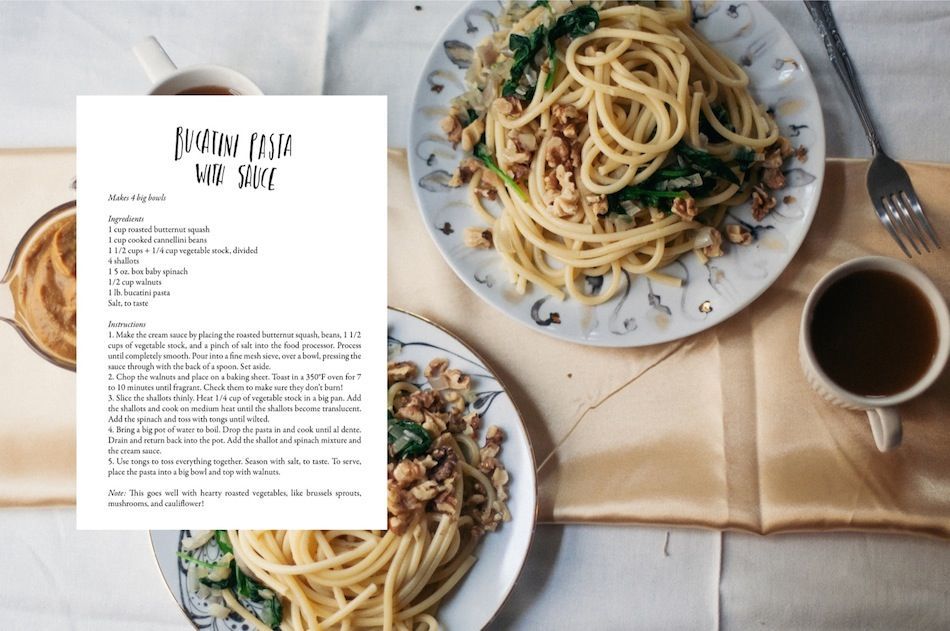 BUCATINI PASTA
WITH SAUCE
Makes 4 big bowls
Ingredients
1 cup roasted butternut squash
1 cup cooked cannellini beans
1 1/2 cups + 1/4 cup vegetable stock, divided
4 shallots
1 5 oz. box baby spinach
1/2 cup walnuts
1 lb. bucatini pasta
Salt, to taste
Instructions
1. Make the cream sauce by placing the roasted butternut squash, beans, 1 1/2
cups of vegetable stock, and a pinch of salt into the food processor. Process
until completely smooth. Pour into a fine mesh sieve, over a bowl, pressing the
sauce through with the back of a spoon. Set aside.
2. Chop the walnuts and place on a baking sheet. Toast in a 350°F oven for 7
to 10 minutes until fragrant. Check them to make sure they don't burn!
3. Slice the shallots thinly. Heat 1/4 cup of vegetable stock in a big pan. Add
the shallots and cook on medium heat until the shallots become translucent.
Add the spinach and toss with tongs until wilted.
4. Bring a big pot of water to boil. Drop the pasta in and cook until al dente.
Drain and return back into the pot. Add the shallot and spinach mixture and
the cream sauce.
5. Use tongs to toss everything together. Season with salt, to taste. To serve,
place the pasta into a big bowl and top with walnuts.
Note: This goes well with hearty roasted vegetables, like brussels sprouts,
mushrooms, and cauliflower!